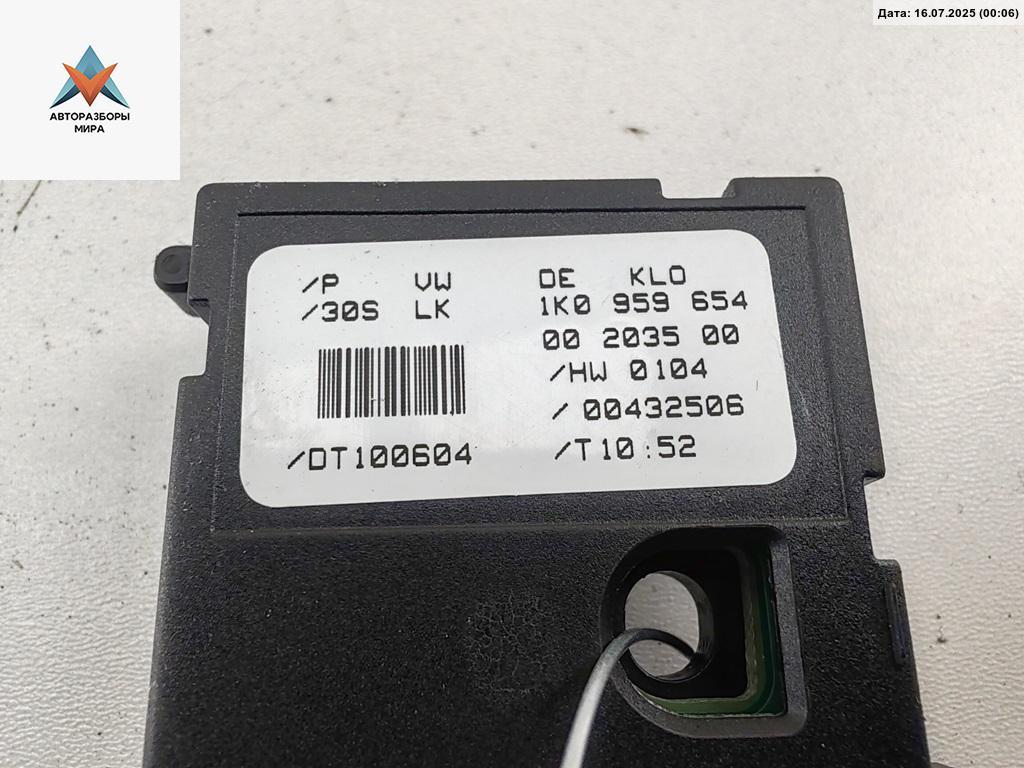 Дата: 16.07.2025 (00:06)
АВТОРАЗБОРЫ
МИРА
/P VW DE KLO
/30S LK 1K0 959 654
00 2035 00
/HW 0104
/ 00432506
/DT100604 /T10:52